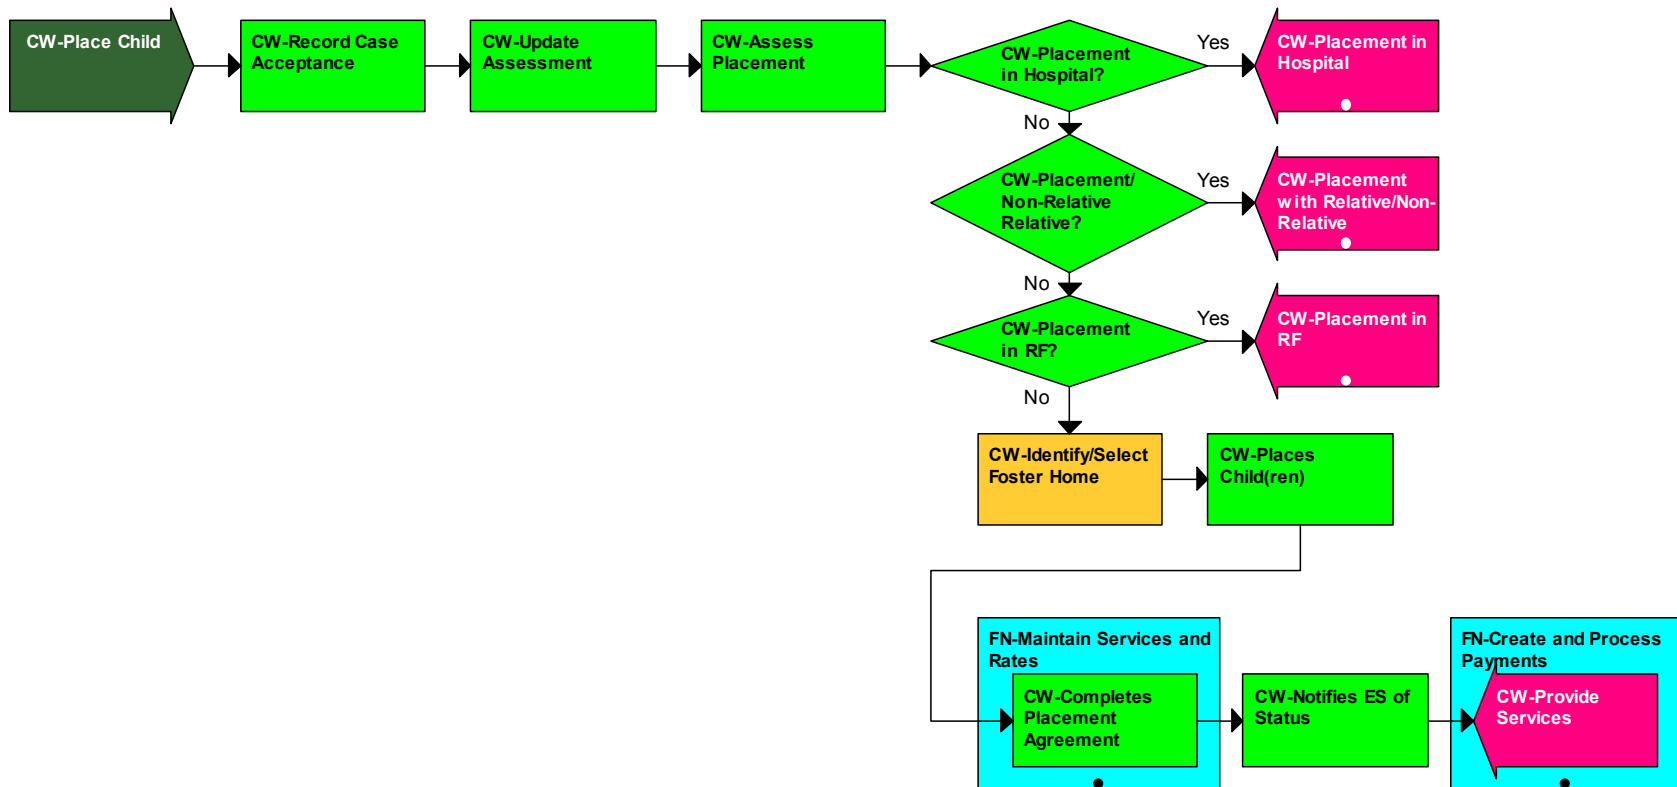 CW-Place Child
CW-Record Case
Acceptance
CW-Update
Assessment
CW-Assess
Placement
CW-Placement
in Hospital?
Yes
CW-Placement in
Hospital
No
CW-Placement/
Non-Relative
Relative?
Yes
CW-Placement
with Relative/Non-
Relative
No
CW-Placement
in RF?
Yes
CW-Placement in
RF
No
CW-Identify/Select
Foster Home
CW-Places
Child(ren)
FN-Maintain Services and
Rates
CW-Completes
Placement
Agreement
CW-Notifies ES of
Status
FN-Create and Process
Payments
CW-Provide
Services